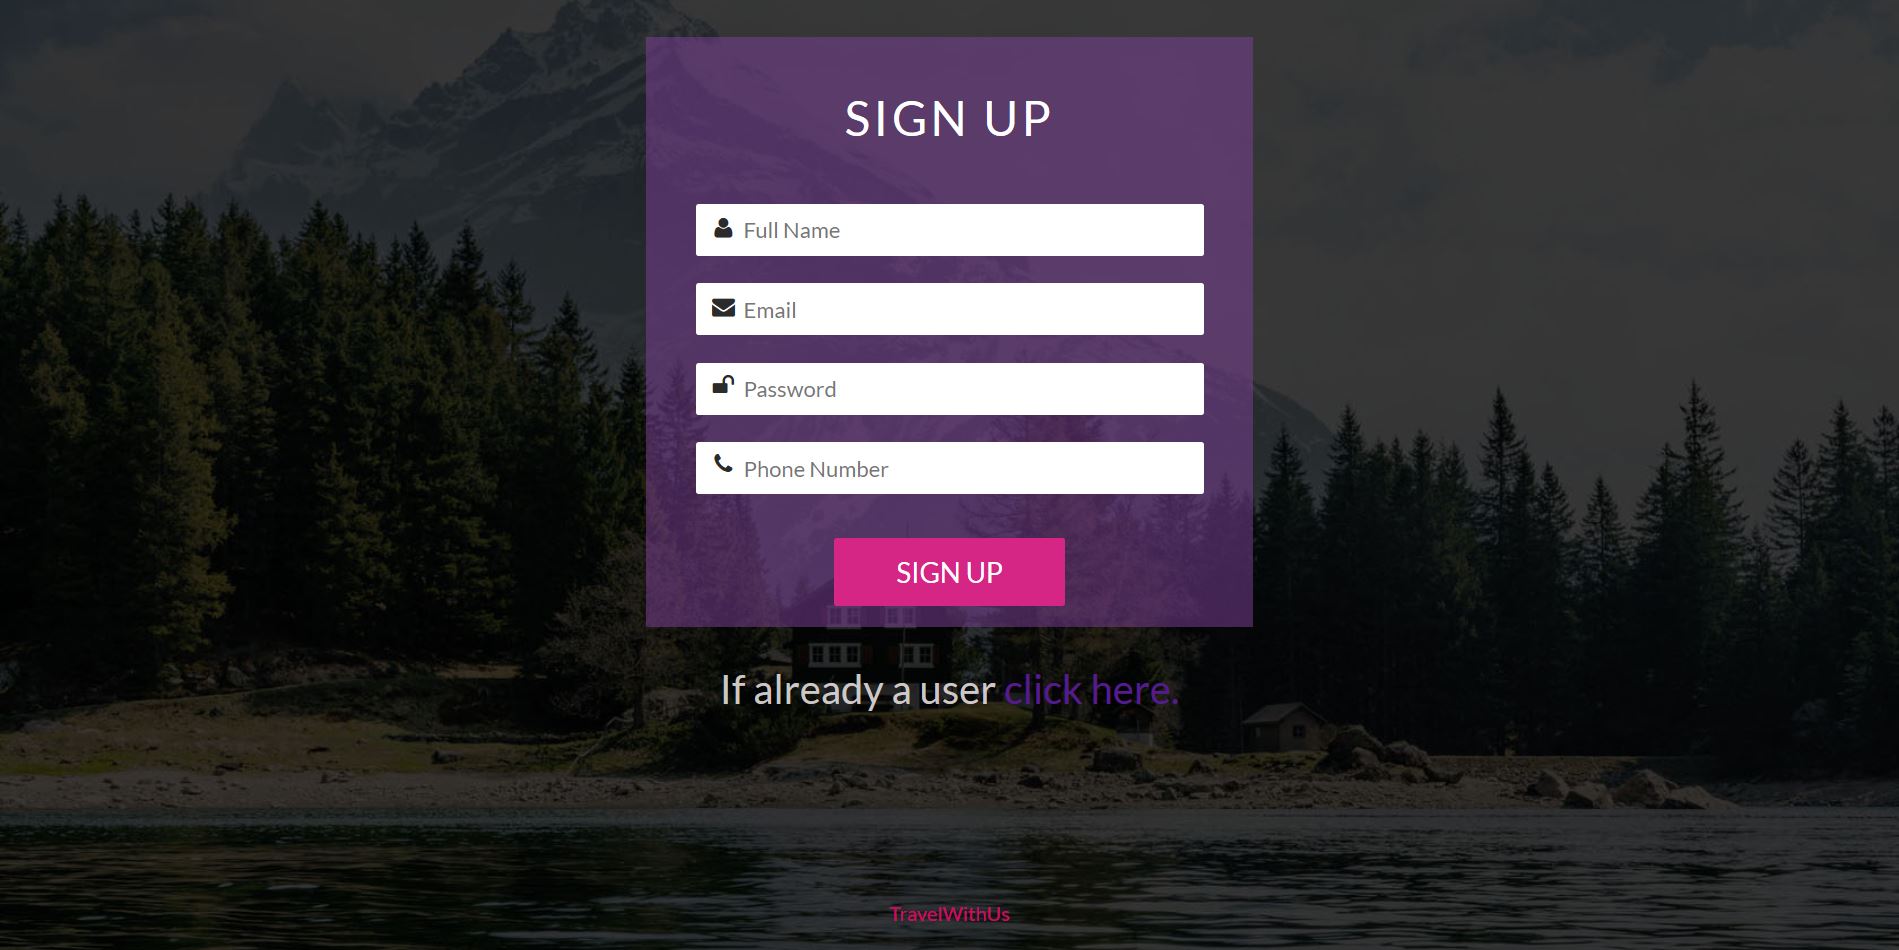 SIGN UP
Full Name
Email
Password
Phone Number
SIGN UP
If already a user click here.
TravelWithUs